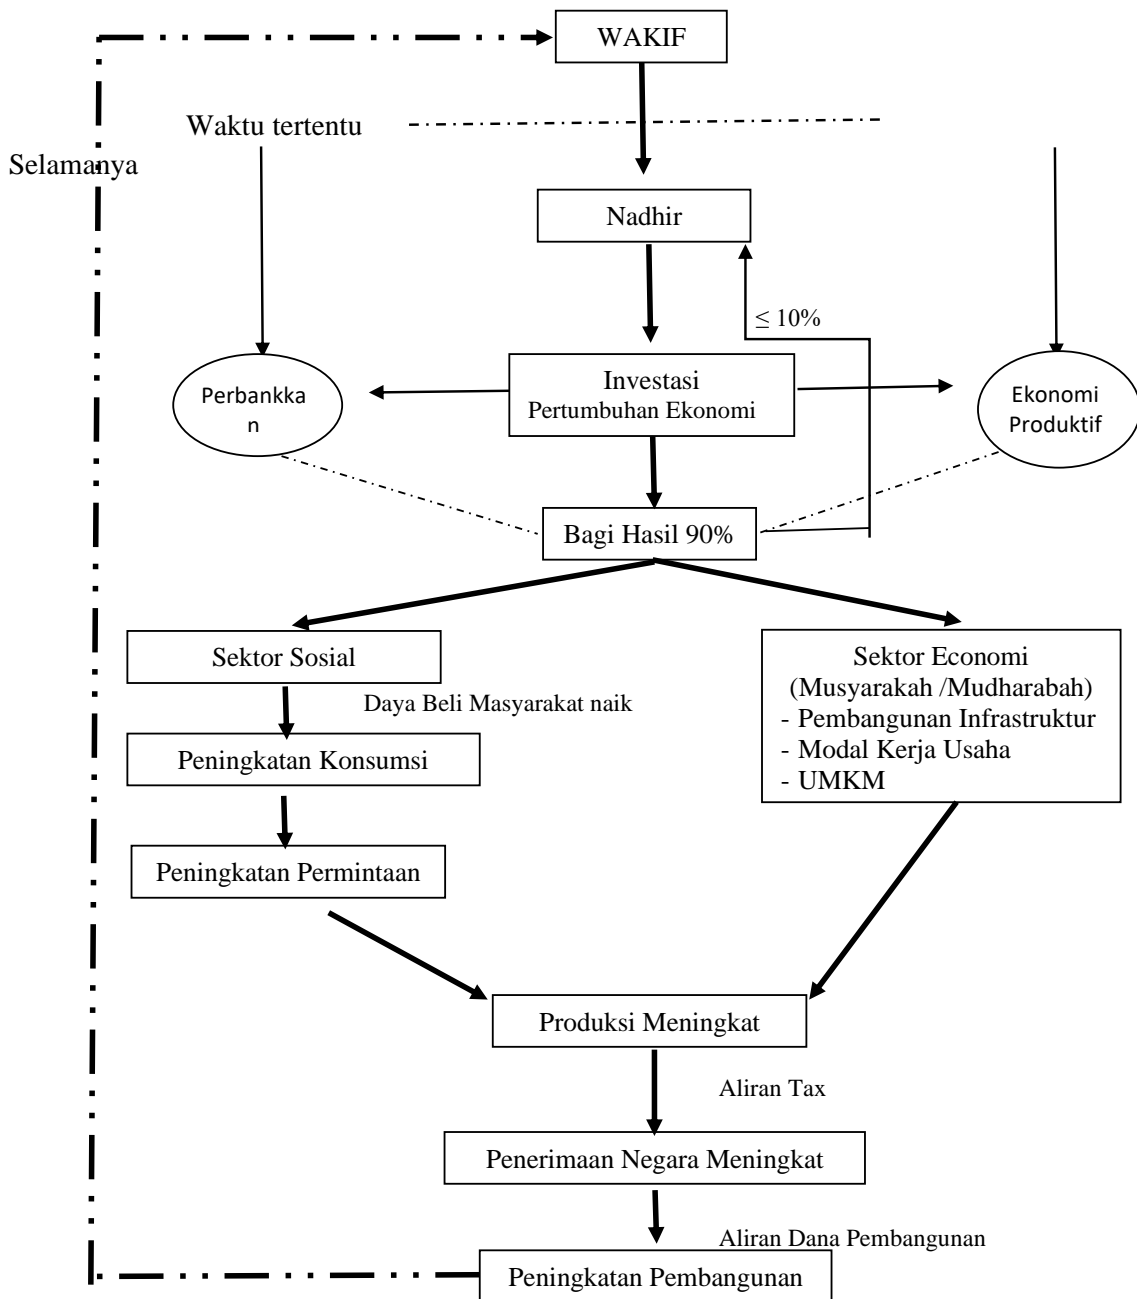 WAKIF
Waktu tertentu
Selamanya
Nadhir
≤ 10%
Investasi
Pertumbuhan Ekonomi
Perbankka
n
Ekonomi
Produktif
Bagi Hasil 90%
Sektor Sosial
Sektor Economi
(Musyarakah /Mudharabah)
- Pembangunan Infrastruktur
- Modal Kerja Usaha
- UMKM
Daya Beli Masyarakat naik
Peningkatan Konsumsi
Peningkatan Permintaan
Produksi Meningkat
Aliran Tax
Penerimaan Negara Meningkat
Aliran Dana Pembangunan
Peningkatan Pembangunan